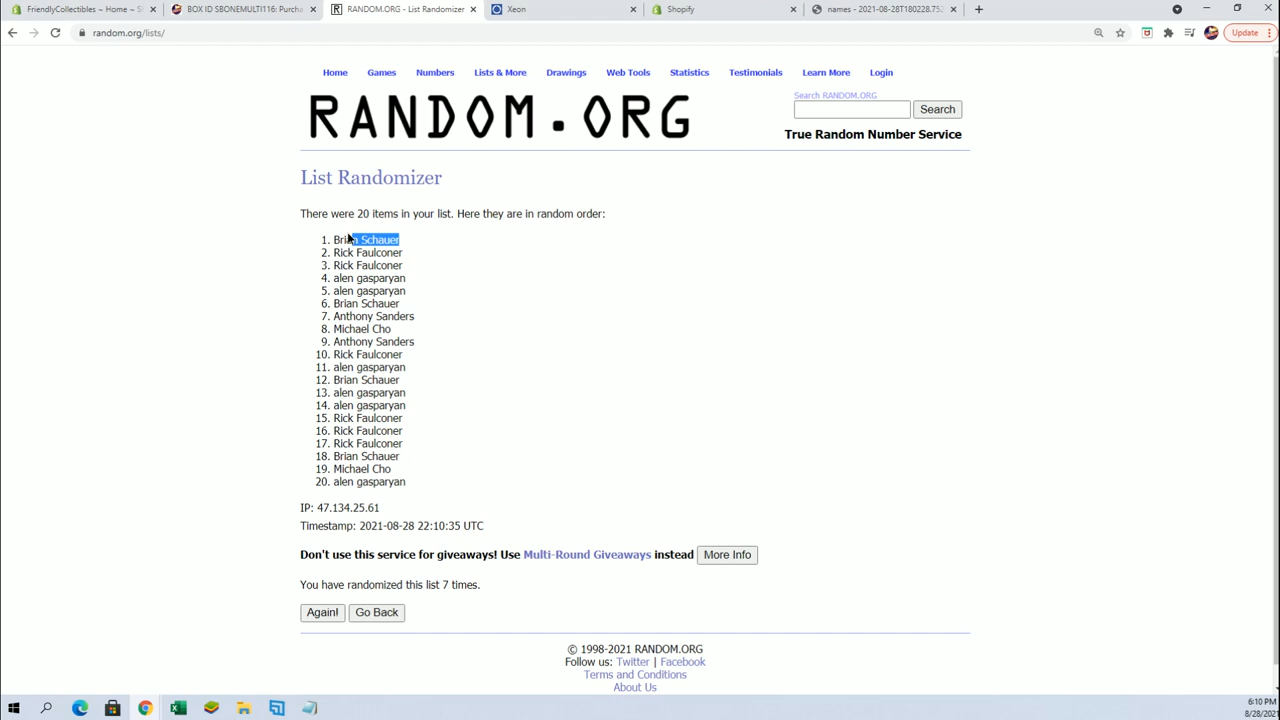 FriendlyCollectibles ~ Home ~ S
BOX ID SBONEMULTI116: Purcha
RANDOM.ORG - List Randomizer
Xeon
Shopify
names - 2021-08-28T180228.75
random.org/lists/
Update
Home Games Numbers Lists & More Drawings Web Tools Statistics Testimonials Learn More Login
RANDOM.ORG
Search RANDOM.ORG
Search
True Random Number Service
List Randomizer
There were 20 items in your list. Here they are in random order:
1. Brian Schauer
2. Rick Faulconer
3. Rick Faulconer
4. alen gasparyan
5. alen gasparyan
6. Brian Schauer
7. Anthony Sanders
8. Michael Cho
9. Anthony Sanders
10. Rick Faulconer
11. alen gasparyan
12. Brian Schauer
13. alen gasparyan
14. alen gasparyan
15. Rick Faulconer
16. Rick Faulconer
17. Rick Faulconer
18. Brian Schauer
19. Michael Cho
20. alen gasparyan
IP: 47.134.25.61
Timestamp: 2021-08-28 22:10:35 UTC
Don't use this service for giveaways! Use Multi-Round Giveaways instead More Info
You have randomized this list 7 times.
Again! Go Back
© 1998-2021 RANDOM.ORG
Follow us: Twitter | Facebook
Terms and Conditions
About Us
6:10 PM
8/28/2021